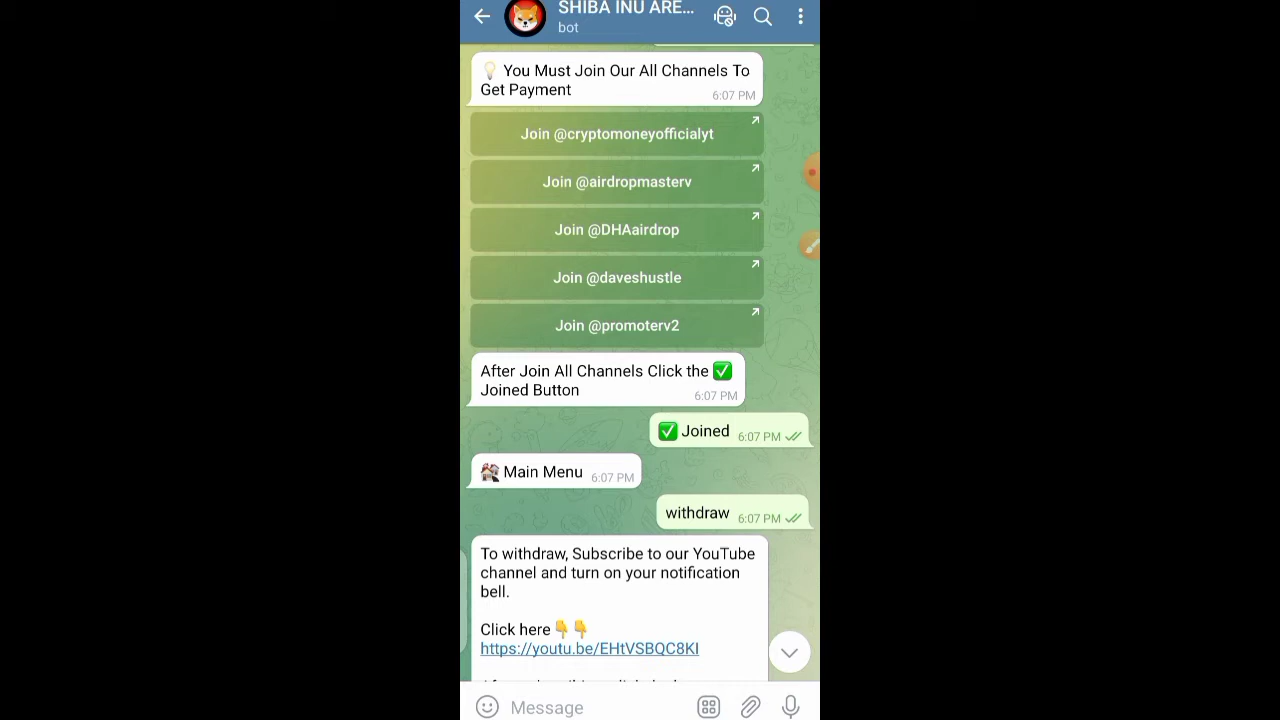 SHIBA INU ARE...
bot
💡 You Must Join Our All Channels To
Get Payment
6:07 PM
Join @cryptomoneyofficialyt
Join @airdropmasterv
Join @DHAairdrop
Join @daveshustle
Join @promoterv2
After Join All Channels Click the ✅
Joined Button
6:07 PM
✅ Joined 6:07 PM
Main Menu 6:07 PM
withdraw 6:07 PM
To withdraw, Subscribe to our YouTube
channel and turn on your notification
bell.
Click here 👇👇
https://youtu.be/EHtVSBQC8KI
Message